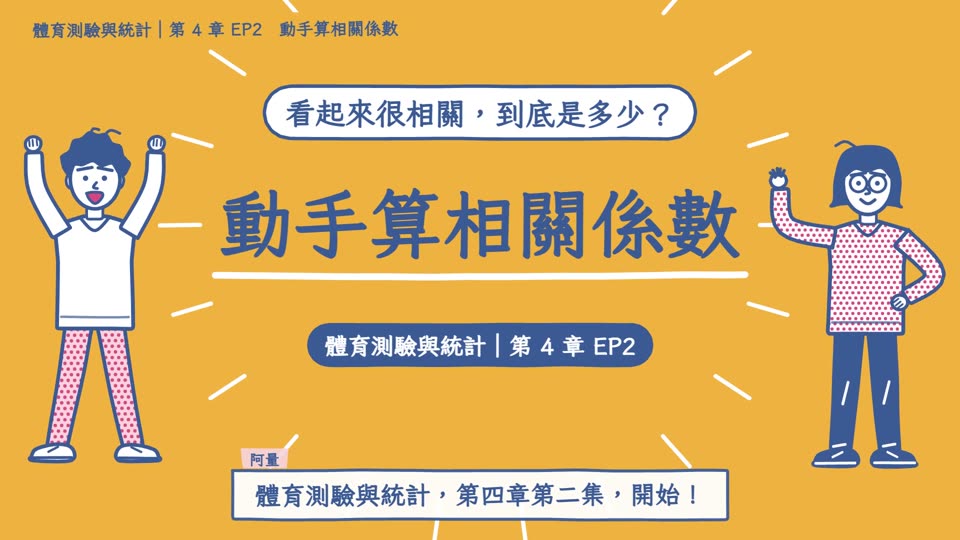 體育測驗與統計｜第 4 章 EP2　動手算相關係數
看起來很相關，到底是多少？
動手算相關係數
體育測驗與統計｜第 4 章 EP2
阿量
體育測驗與統計，第四章第二集，開始！